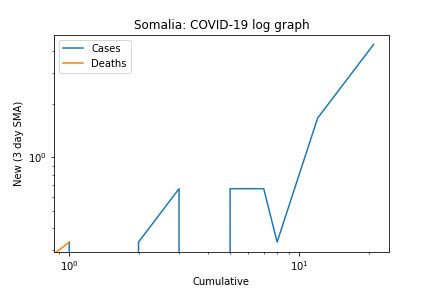 Somalia: COVID-19 log graph
Cases
Deaths
New (3 day SMA)
10⁰
10⁰
10¹
Cumulative